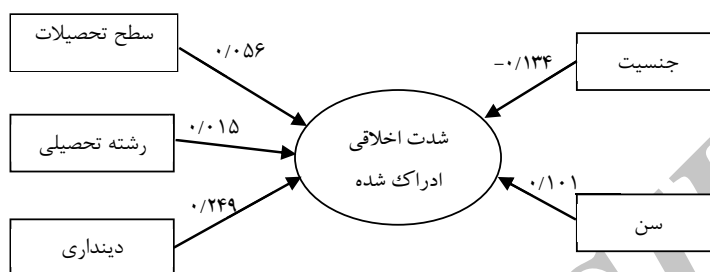 سطح تحصیلات
۰/۰۵۶
رشته تحصیلی
۰/۰۱۵
دینداری
۰/۲۴۹
شدت اخلاقی
ادراک شده
جنسیت
-۰/۱۳۴
سن
۰/۱۰۱